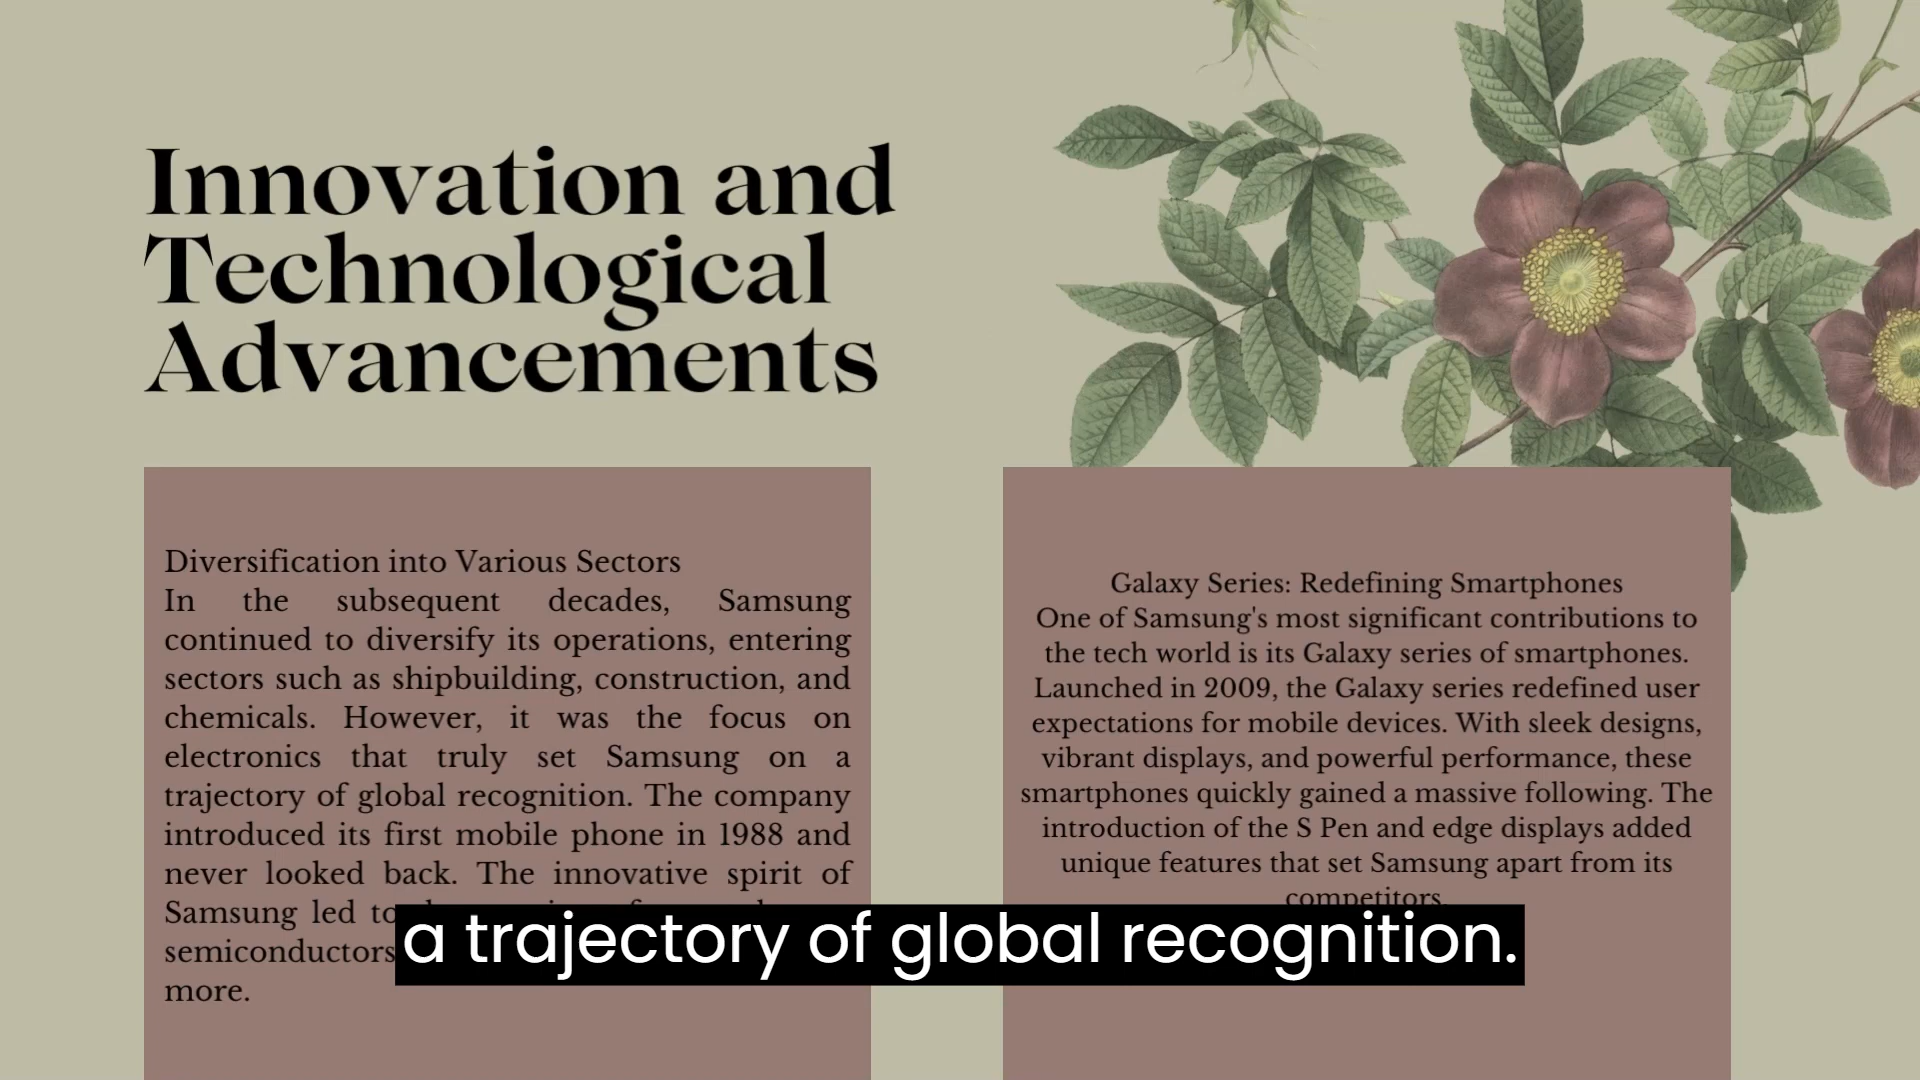 Innovation and
Technological
Advancements
Diversification into Various Sectors
In the subsequent decades, Samsung
continued to diversify its operations, entering
sectors such as shipbuilding, construction, and
chemicals. However, it was the focus on
electronics that truly set Samsung on a
trajectory of global recognition. The company
introduced its first mobile phone in 1988 and
never looked back. The innovative spirit of
Samsung led to
semiconductors
more.
Galaxy Series: Redefining Smartphones
One of Samsung's most significant contributions to
the tech world is its Galaxy series of smartphones.
Launched in 2009, the Galaxy series redefined user
expectations for mobile devices. With sleek designs,
vibrant displays, and powerful performance, these
smartphones quickly gained a massive following. The
introduction of the S Pen and edge displays added
unique features that set Samsung apart from its
competitors.
a trajectory of global recognition.